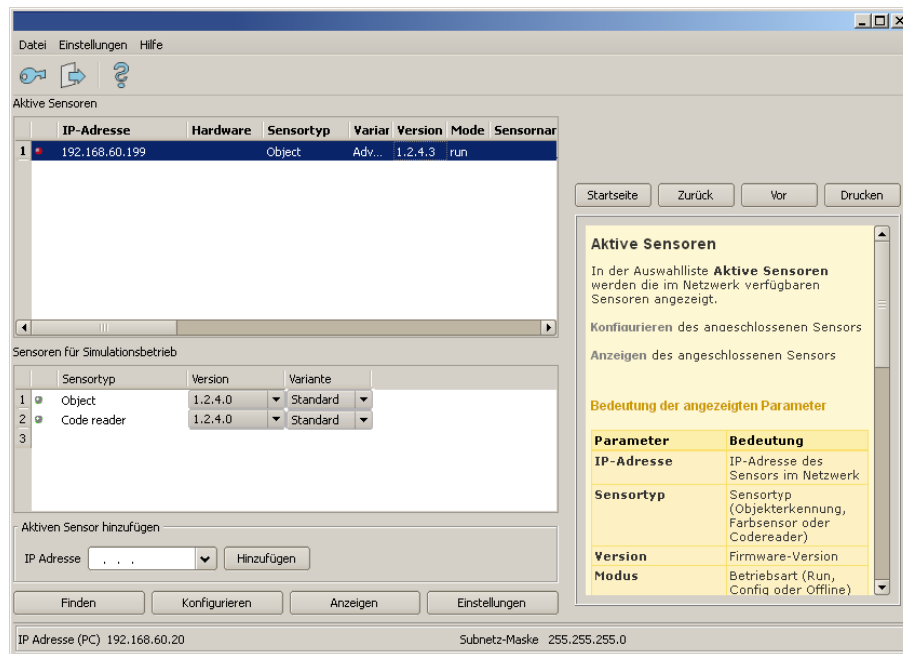 Datei Einstellungen Hilfe
Aktive Sensoren
IP-Adresse Hardware Sensortyp Variar Version Mode Sensornar
1 192.168.60.199 Object Adv... 1.2.4.3 run
Sensoren für Simulationsbetrieb
Sensortyp Version Variante
1 Object 1.2.4.0 Standard
2 Code reader 1.2.4.0 Standard
3
Aktiven Sensor hinzufügen
IP Adresse . . . Hinzufügen
Finden Konfigurieren Anzeigen Einstellungen
Startseite Zurück Vor Drucken
Aktive Sensoren
In der Auswahlliste Aktive Sensoren
werden die im Netzwerk verfügbaren
Sensoren angezeigt.
Konfigurieren des angeschlossenen Sensors
Anzeigen des angeschlossenen Sensors
Bedeutung der angezeigten Parameter
Parameter Bedeutung
IP-Adresse IP-Adresse des
Sensors im Netzwerk
Sensortyp Sensortyp
(Objekterkennung,
Farbsensor oder
Codereader)
Version Firmware-Version
Modus Betriebsart (Run,
Config oder Offline)
IP Adresse (PC) 192.168.60.20 Subnetz-Maske 255.255.255.0